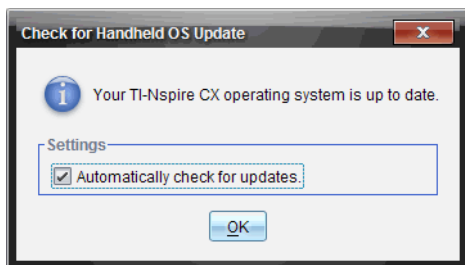 Check for Handheld OS Update
Your TI-Nspire CX operating system is up to date.
Settings
Automatically check for updates.
OK